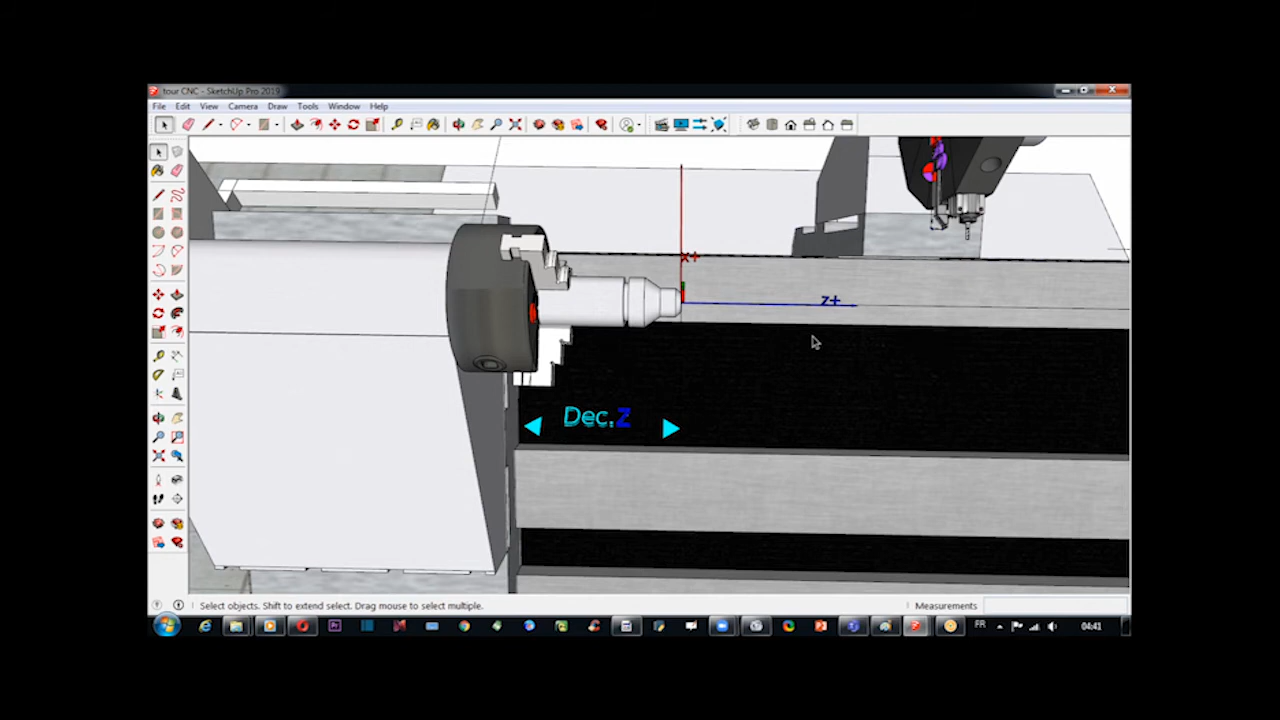 tour CNC - SketchUp Pro 2019
File Edit View Camera Draw Tools Window Help
X+
Z+
Dec.Z
Select objects. Shift to extend select. Drag mouse to select multiple.
Measurements
FR
04:41